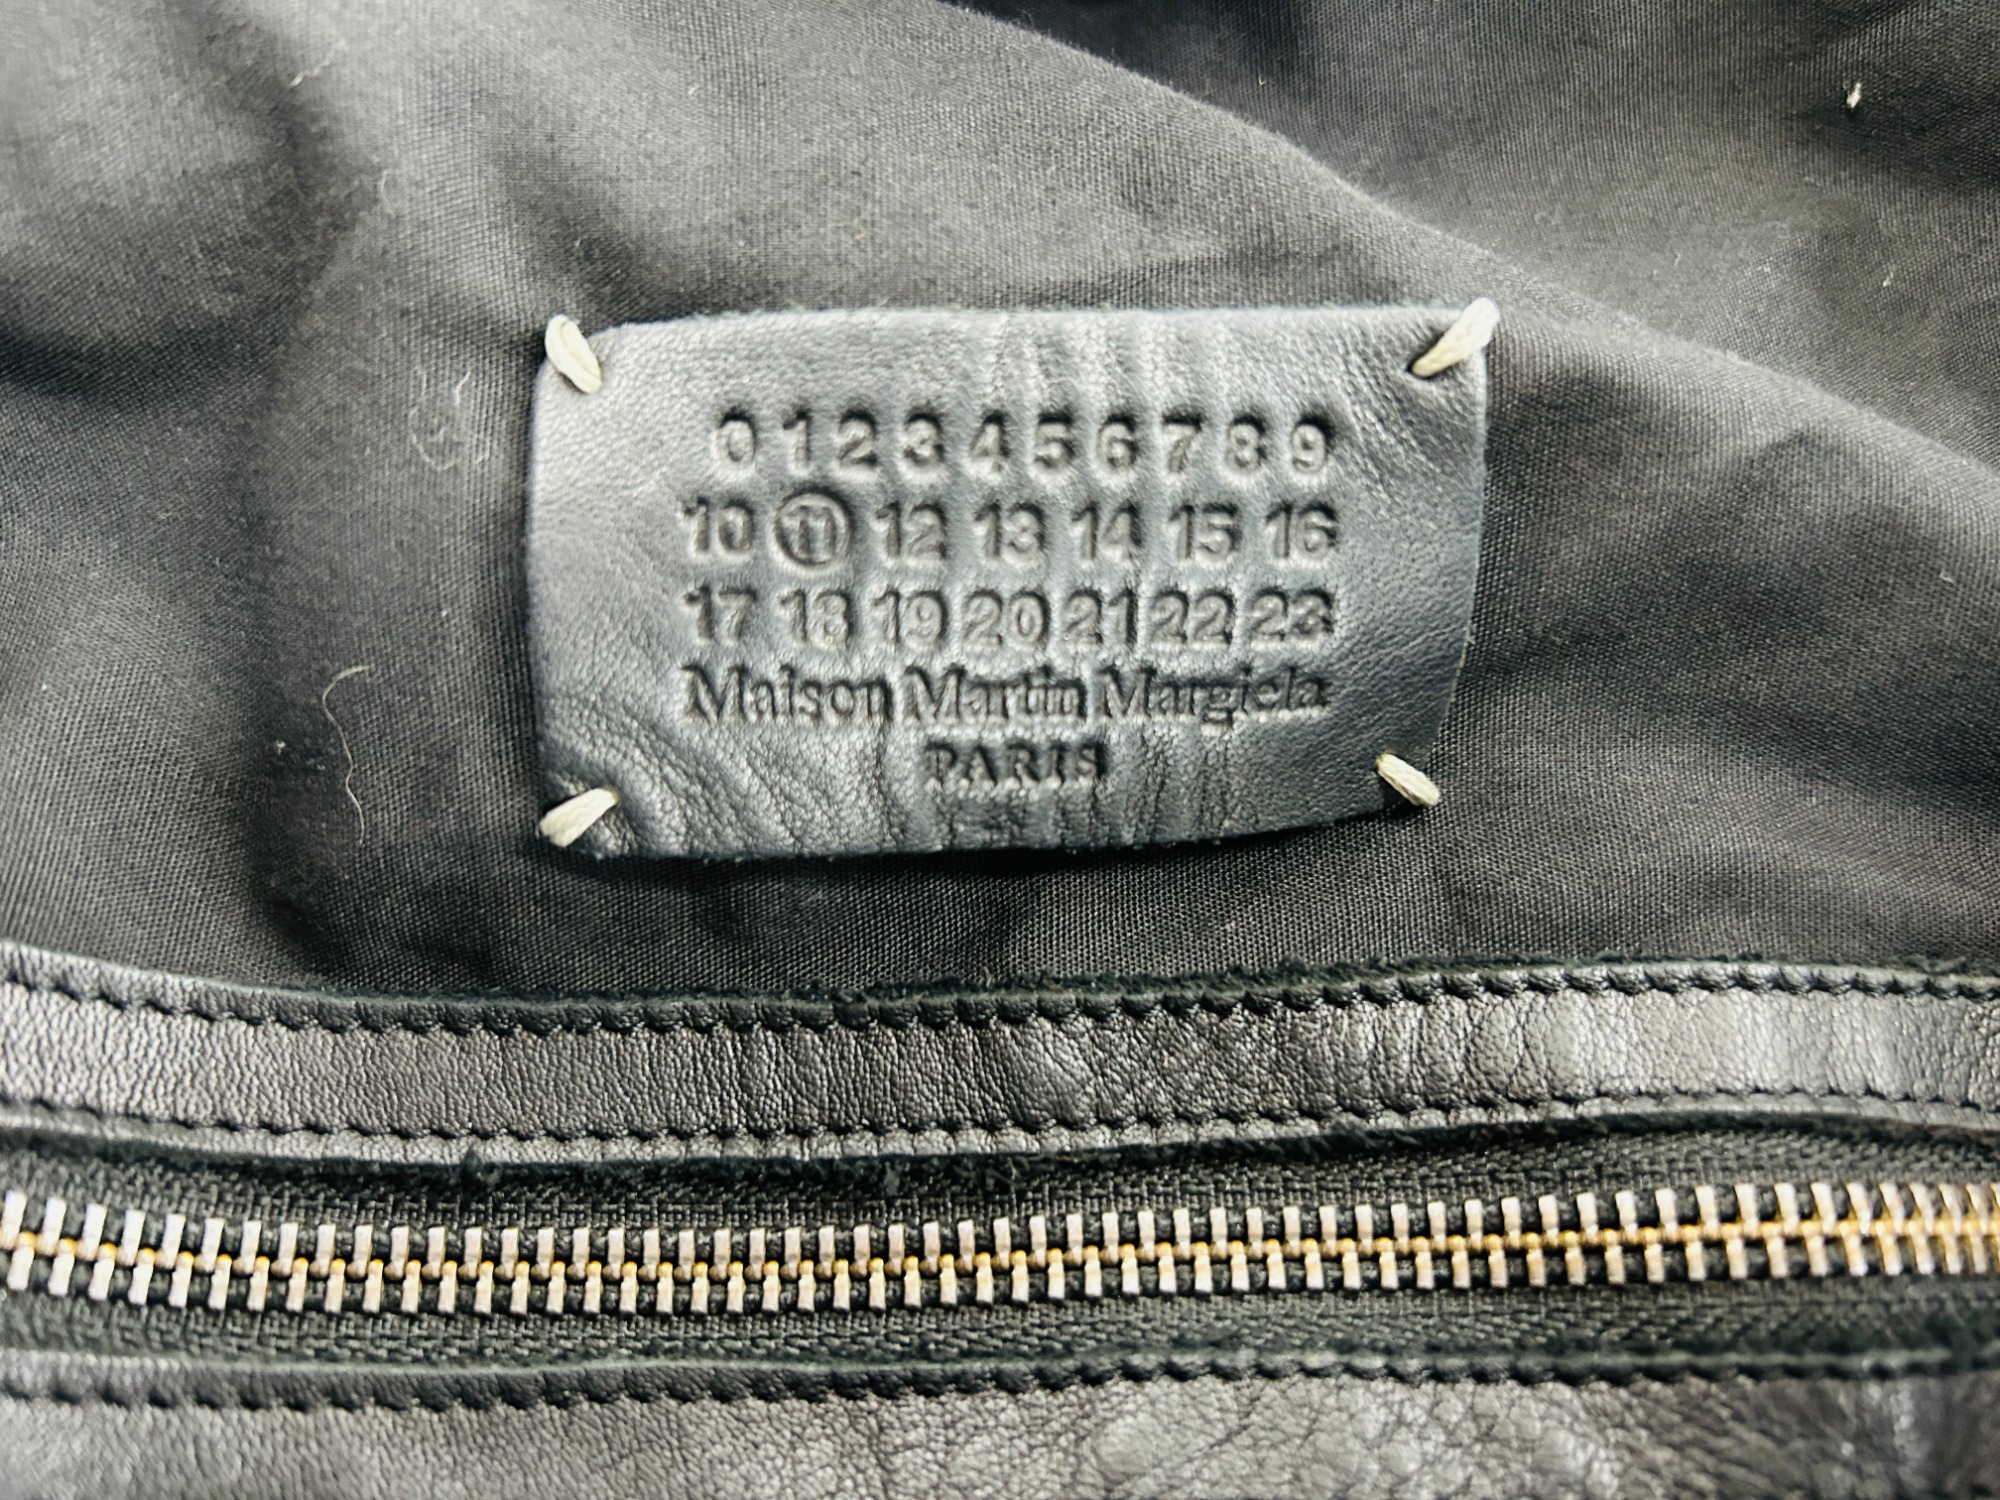 0 1 2 3 4 5 6 7 8 9
10 11 12 13 14 15 16
17 18 19 20 21 22 23
Maison Martin Margiela
PARIS